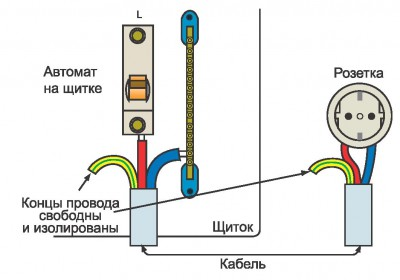 L
Автомат
на щитке
Розетка
Концы провода
свободны
и изолированы
Щиток
Кабель